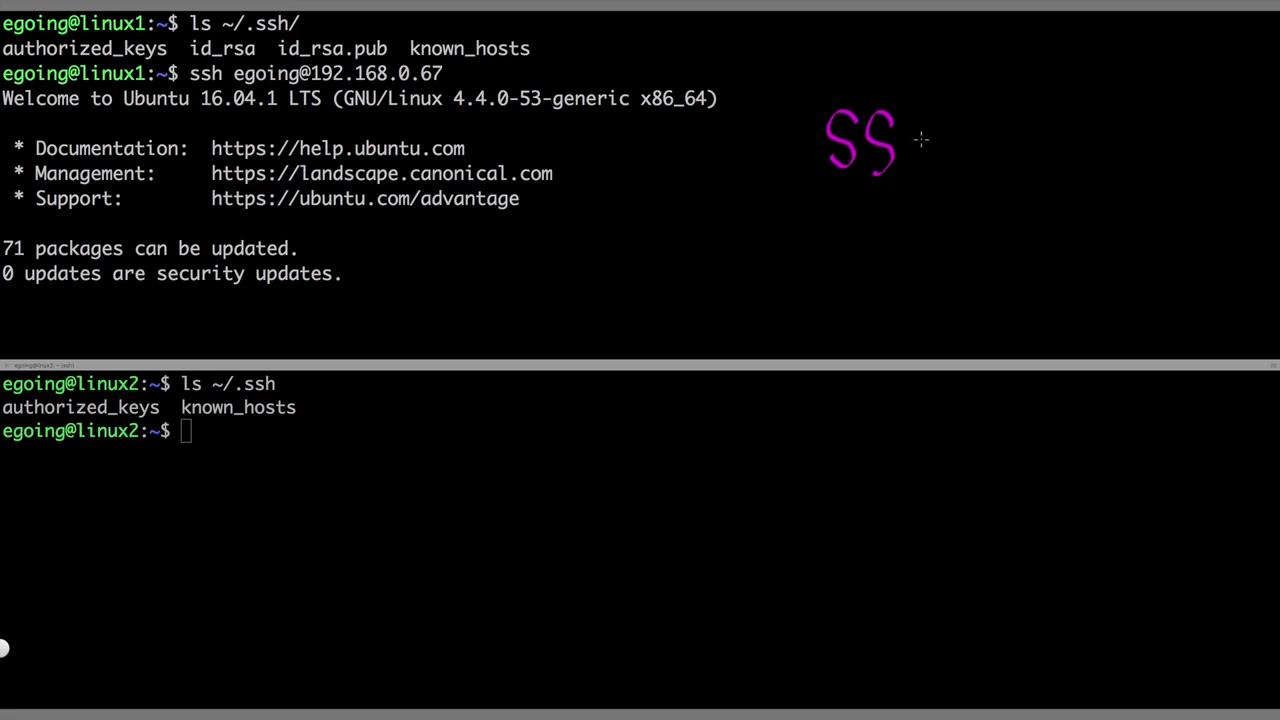 egoing@linux1:~$ ls ~/.ssh/
authorized_keys  id_rsa  id_rsa.pub  known_hosts
egoing@linux1:~$ ssh egoing@192.168.0.67
Welcome to Ubuntu 16.04.1 LTS (GNU/Linux 4.4.0-53-generic x86_64)
SS
* Documentation:  https://help.ubuntu.com
* Management:     https://landscape.canonical.com
* Support:        https://ubuntu.com/advantage
71 packages can be updated.
0 updates are security updates.
egoing@linux2: ~ (ssh)
egoing@linux2:~$ ls ~/.ssh
authorized_keys  known_hosts
egoing@linux2:~$